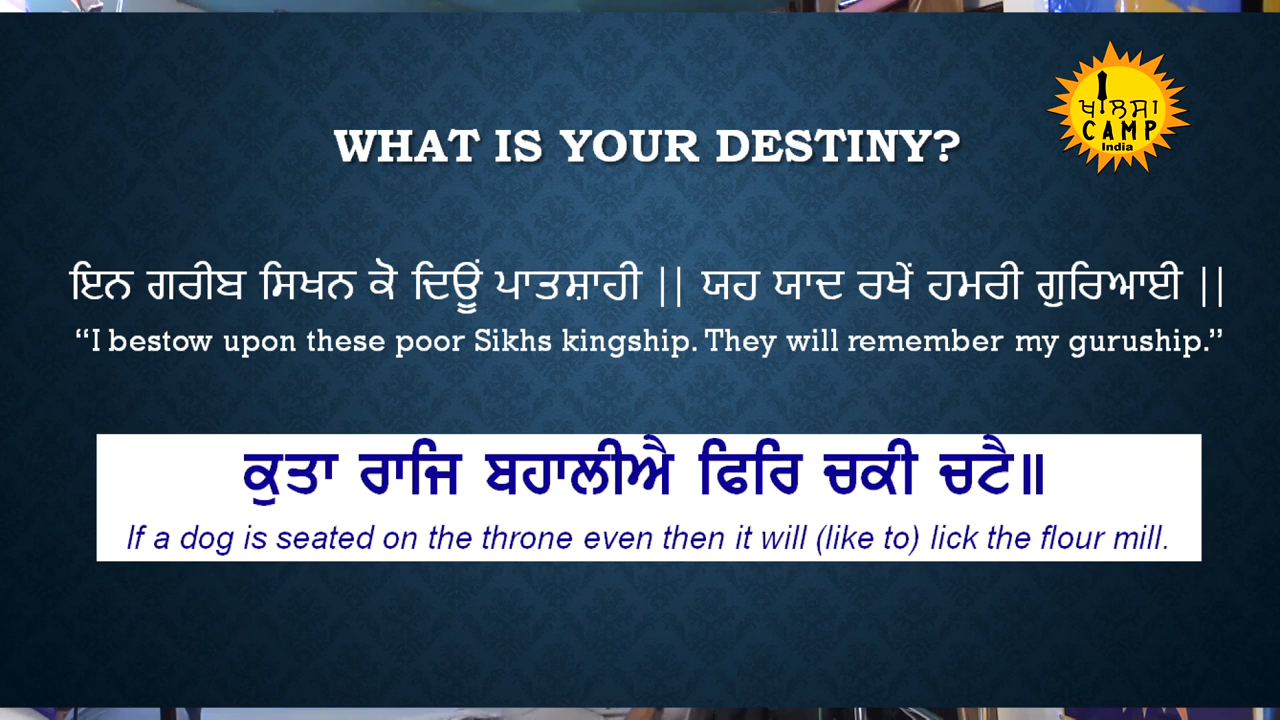 ਖਾਲਸਾ
CAMP
India
WHAT IS YOUR DESTINY?
ਇਨ ਗਰੀਬ ਸਿਖਨ ਕੋ ਦਿਊਂ ਪਾਤਸ਼ਾਹੀ || ਯਹ ਯਾਦ ਰਖੇਂ ਹਮਰੀ ਗੁਰਿਆਈ ||
“I bestow upon these poor Sikhs kingship. They will remember my guruship.”
ਕੁਤਾ ਰਾਜਿ ਬਹਾਲੀਐ ਫਿਰਿ ਚਕੀ ਚਟੈ॥
If a dog is seated on the throne even then it will (like to) lick the flour mill.